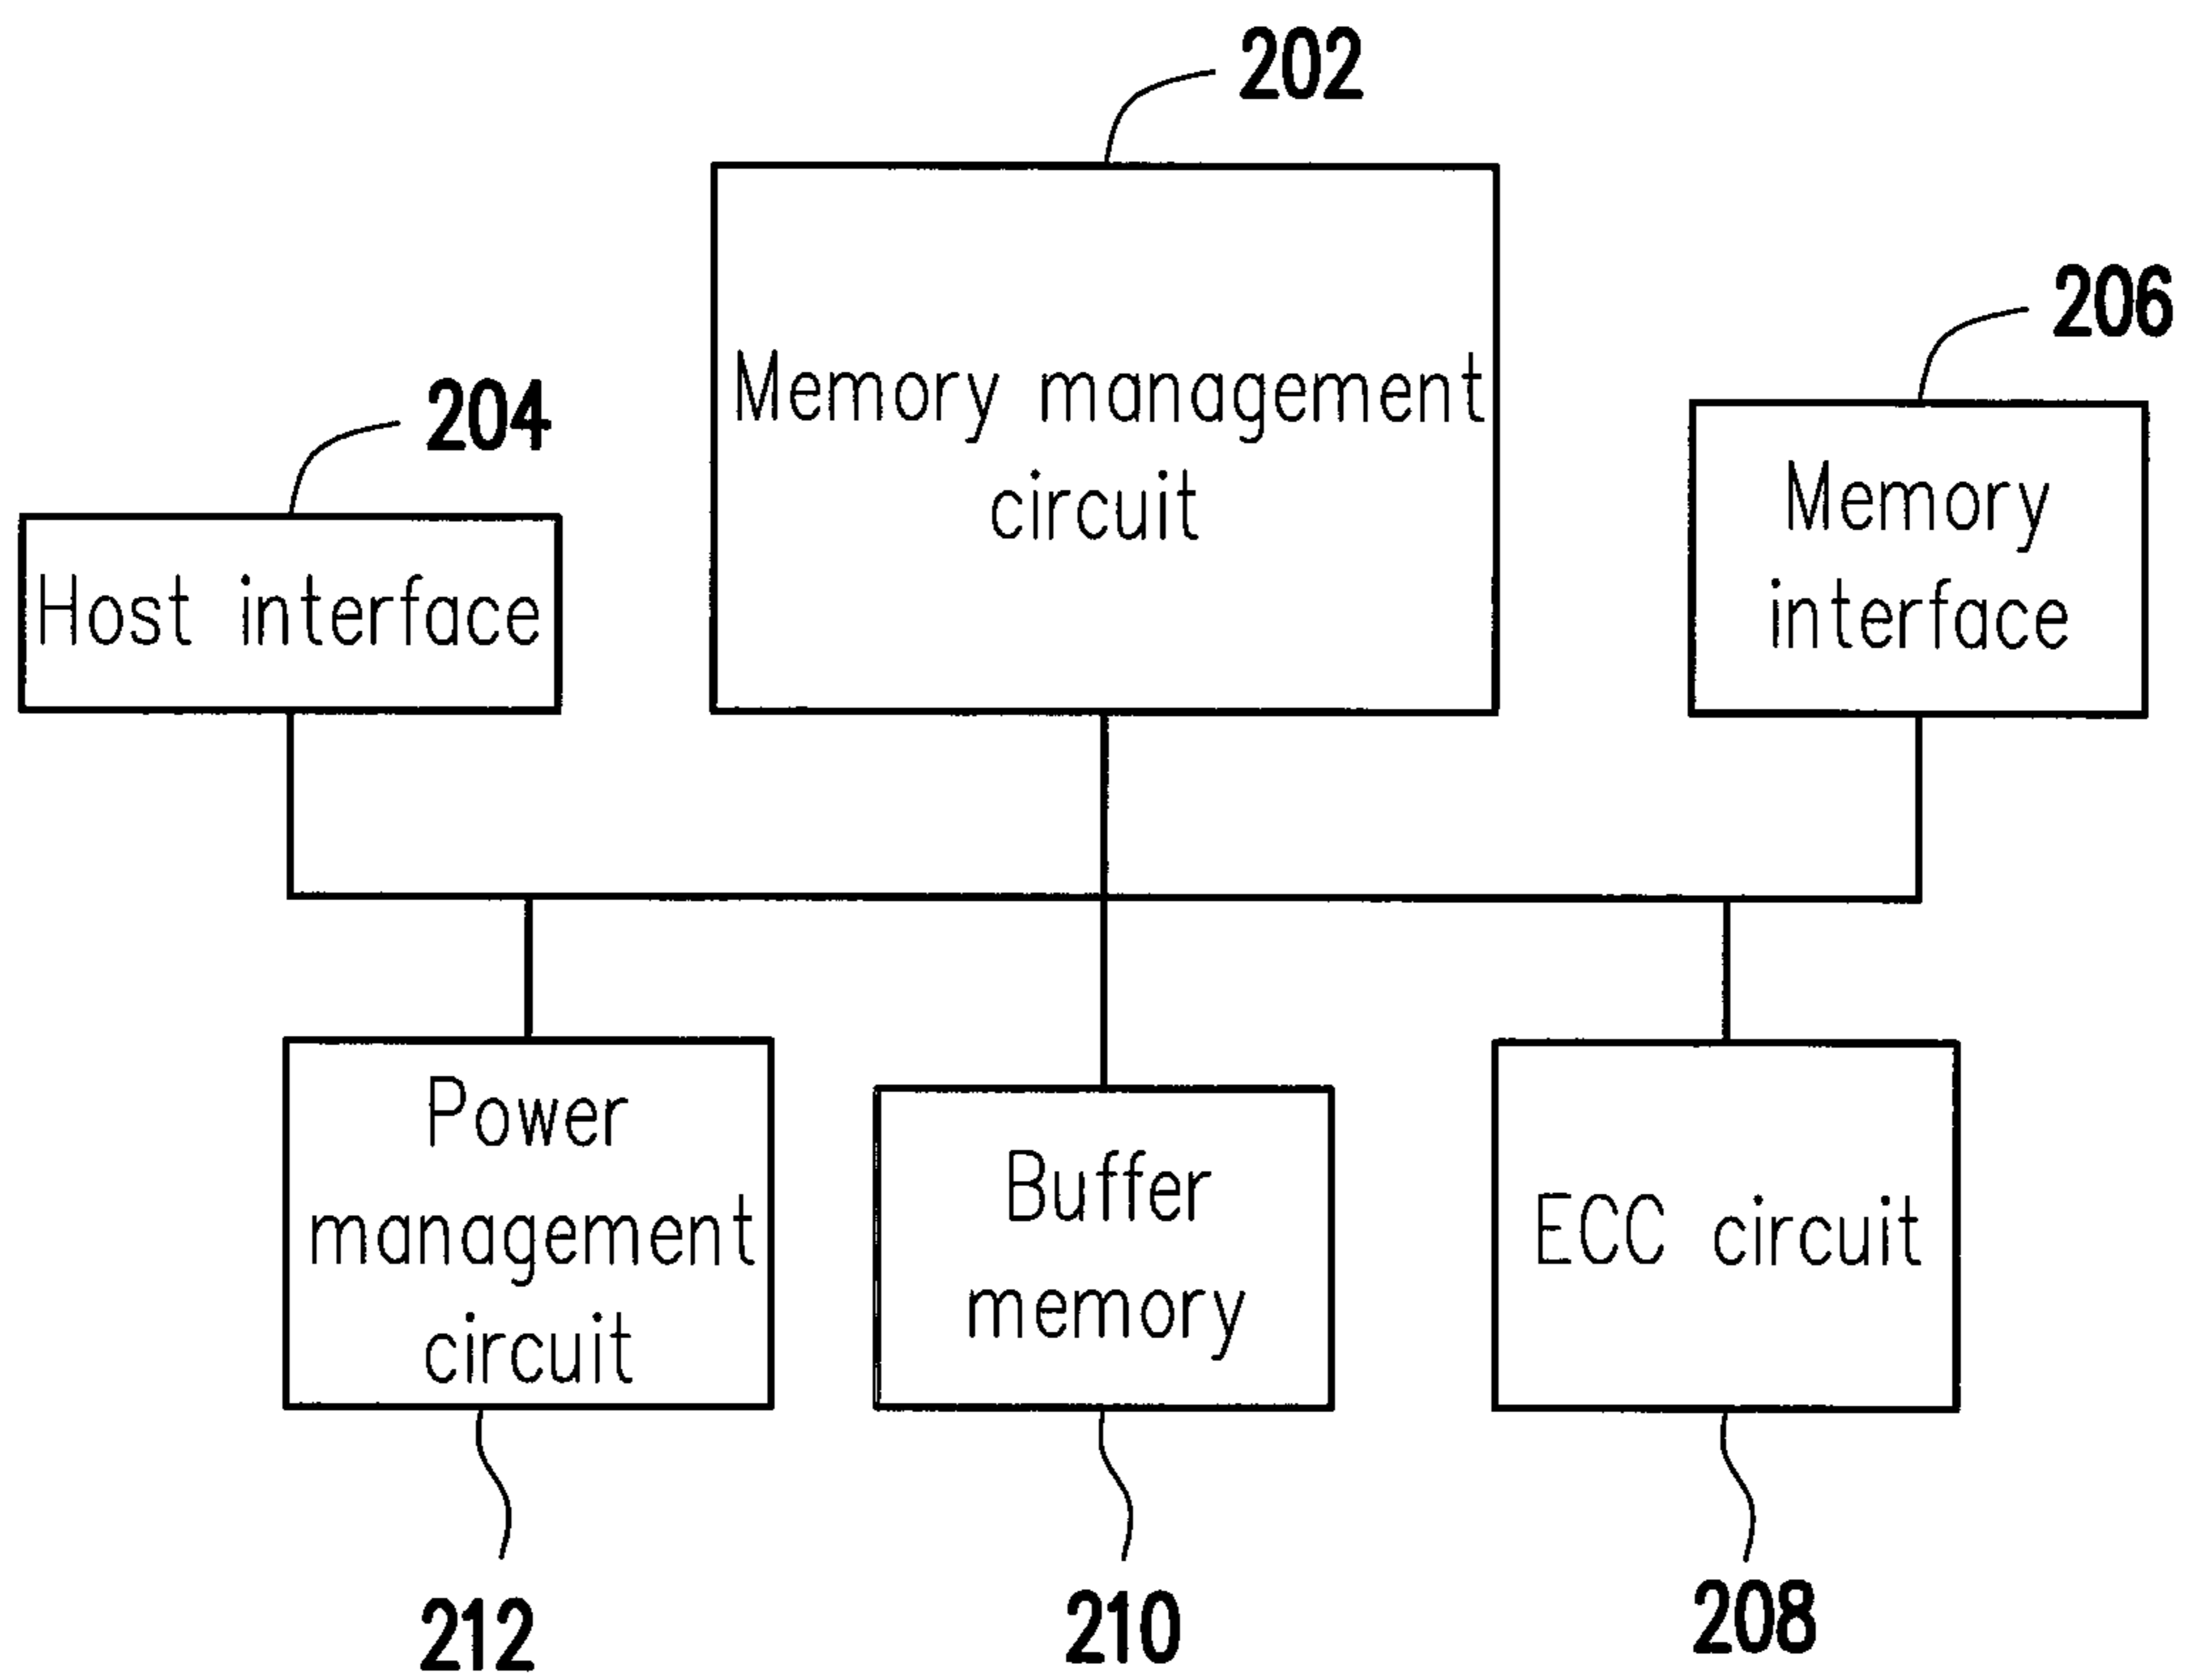 202
206
204
Memory management
circuit
Memory
interface
Host interface
Power
management
circuit
Buffer
memory
ECC circuit
212
210
208